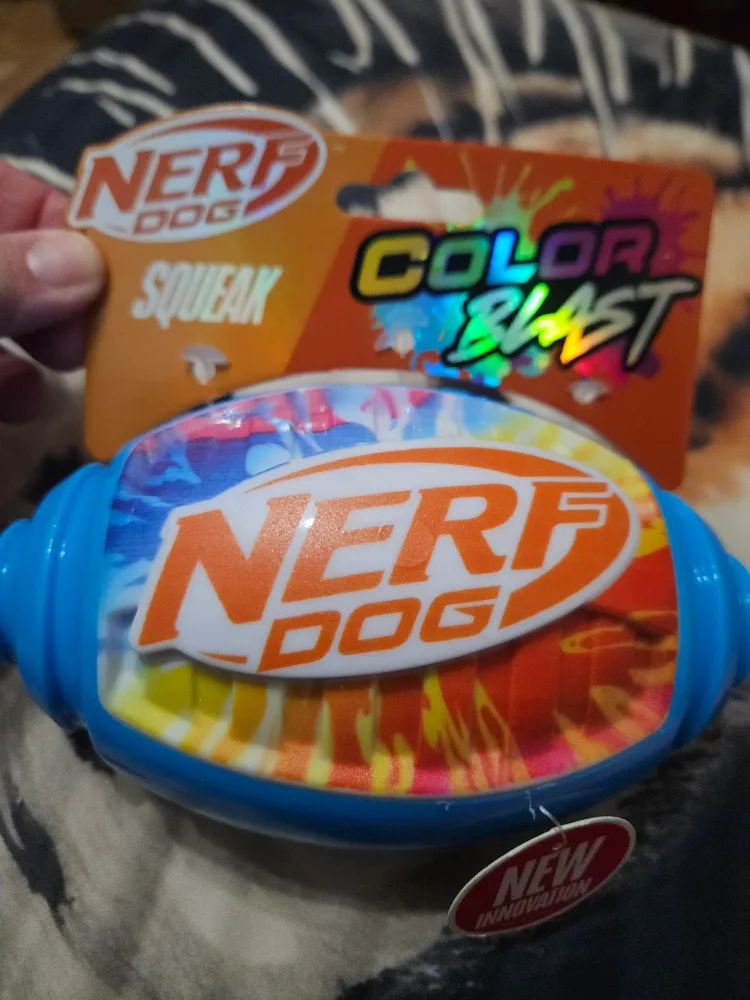 NERF
DOG
SQUEAK
COLOR
BLAST
NERF
DOG
NEW
INNOVATION